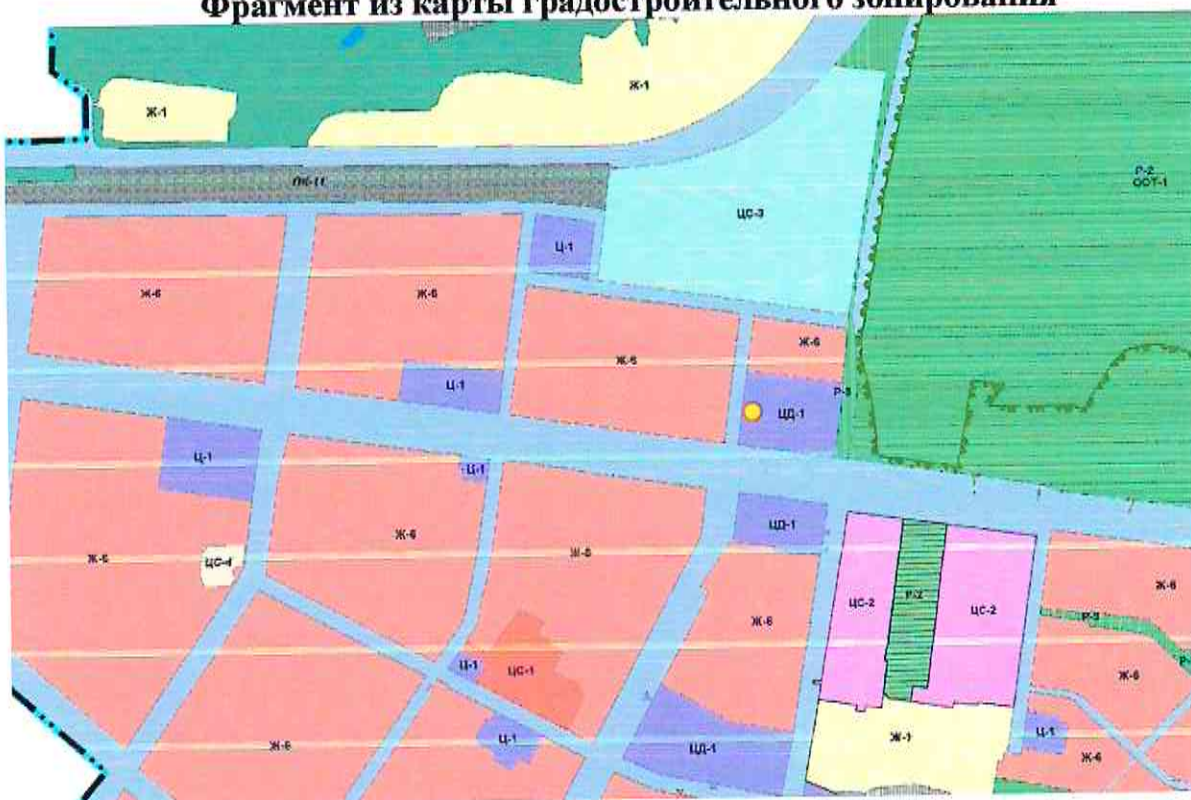 Фрагмент из карты градостроительного зонирования
Ж-1
Ж-1
Р-2
ООТ-1
ПК-11
ЦС-3
Ц-1
Ж-6
Ж-6
Ж-6
Ж-6
Ц-1
Р-3
ЦД-1
Ц-1
Ц-1
ЦД-1
Ж-6
Ж-6
Ж-6
ЦС-4
Ж-6
Р-2
ЦС-2
ЦС-2
Р-3
Ж-6
Ц-1
ЦС-1
Ж-6
Ж-6
Ц-1
ЦД-1
Ж-1
Ц-1
Ж-6